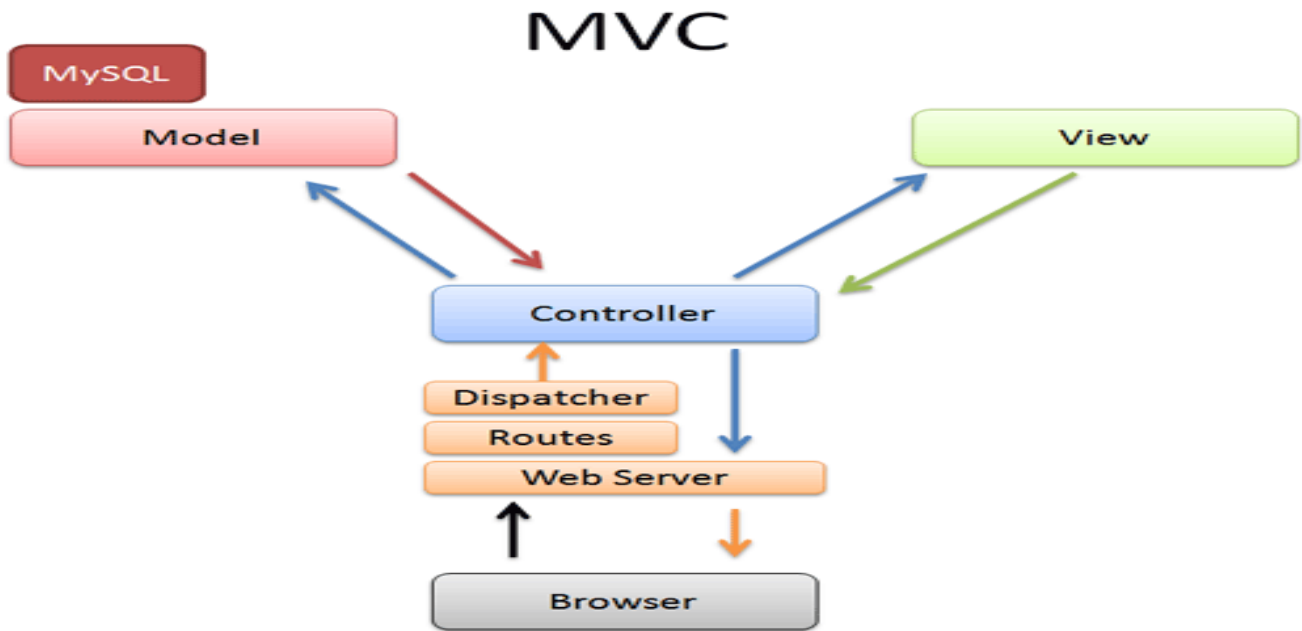 MVC
MySQL
Model
View
Controller
Dispatcher
Routes
Web Server
Browser